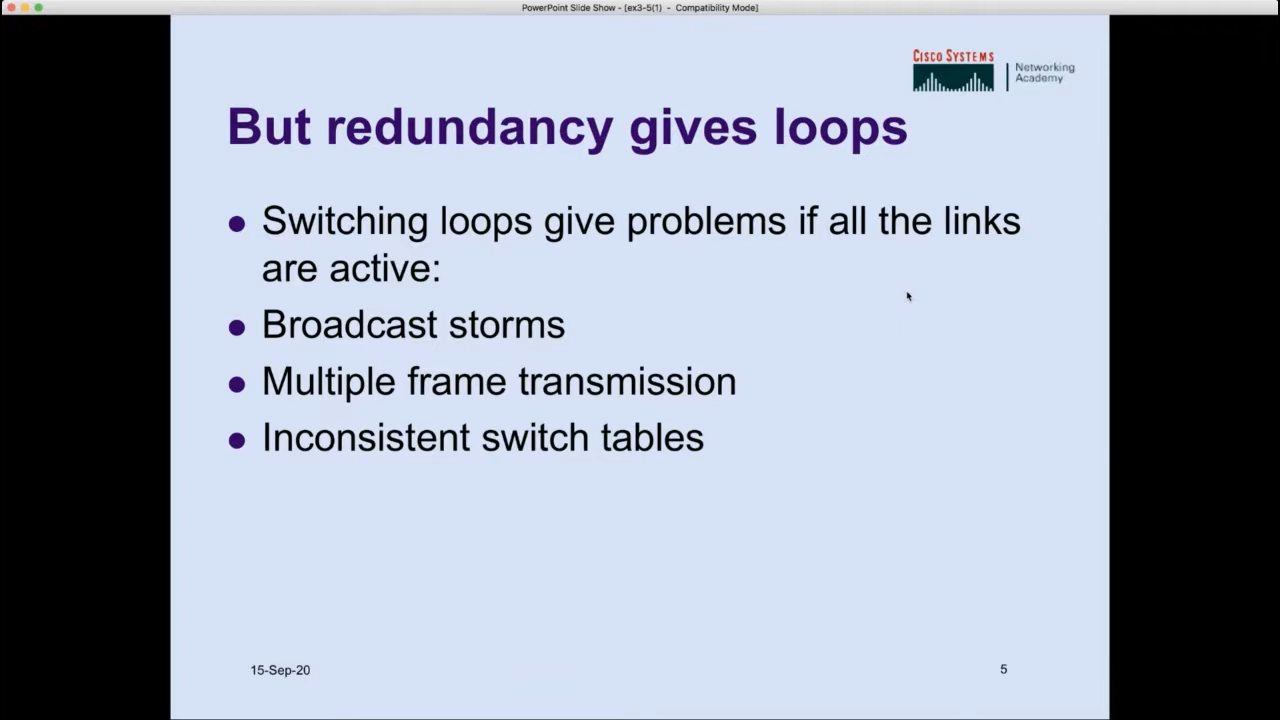 PowerPoint Slide Show - [ex3-5(1) - Compatibility Mode]
CISCO SYSTEMS
Networking
Academy
But redundancy gives loops
Switching loops give problems if all the links
are active:
Broadcast storms
Multiple frame transmission
Inconsistent switch tables
15-Sep-20
5